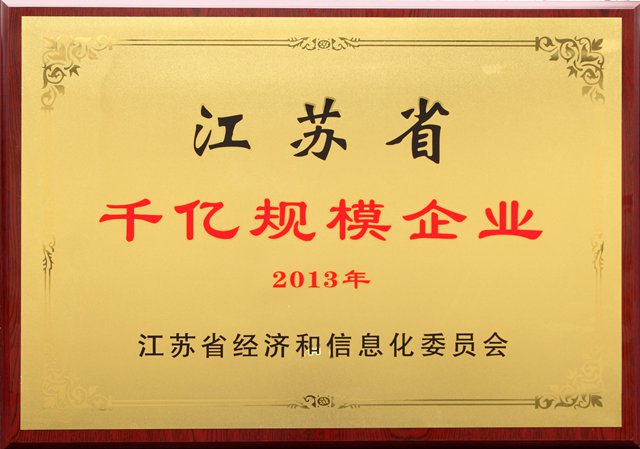 江苏省
千亿规模企业
2013年
江苏省经济和信息化委员会